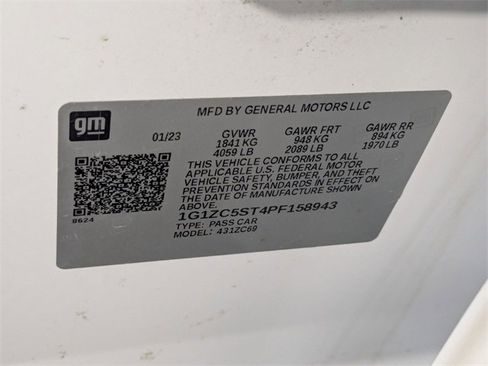 gm
MFD BY GENERAL MOTORS LLC
01/23 GVWR GAWR FRT GAWR RR
1841 KG 948 KG 894 KG
4059 LB 2089 LB 1970 LB
THIS VEHICLE CONFORMS TO ALL
APPLICABLE U.S. FEDERAL MOTOR
VEHICLE SAFETY, BUMPER, AND THEFT
PREVENTION STANDARDS IN EFFECT ON
THE DATE OF MANUFACTURE SHOWN
ABOVE.
8624
1G1ZC5ST4PF158943
TYPE: PASS CAR
MODEL: 431ZC69